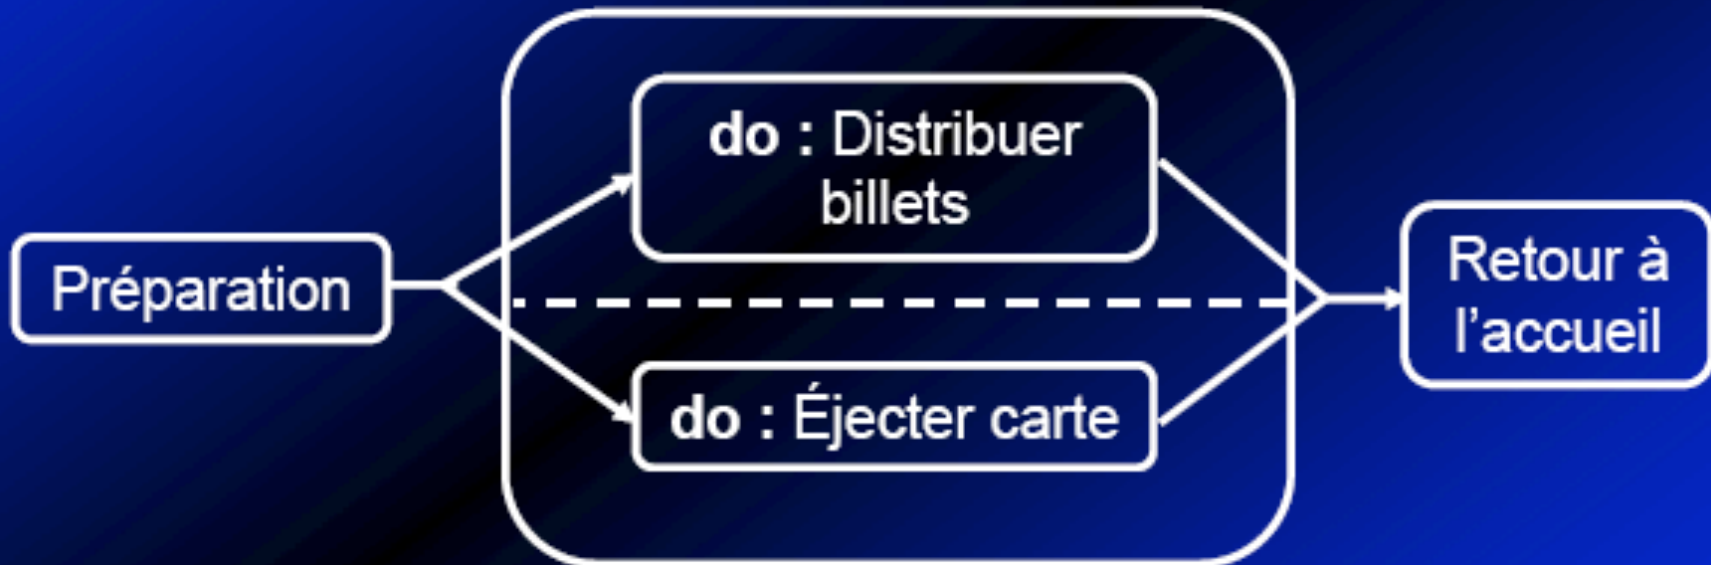 Préparation
do : Distribuer
billets
do : Éjecter carte
Retour à
l’accueil